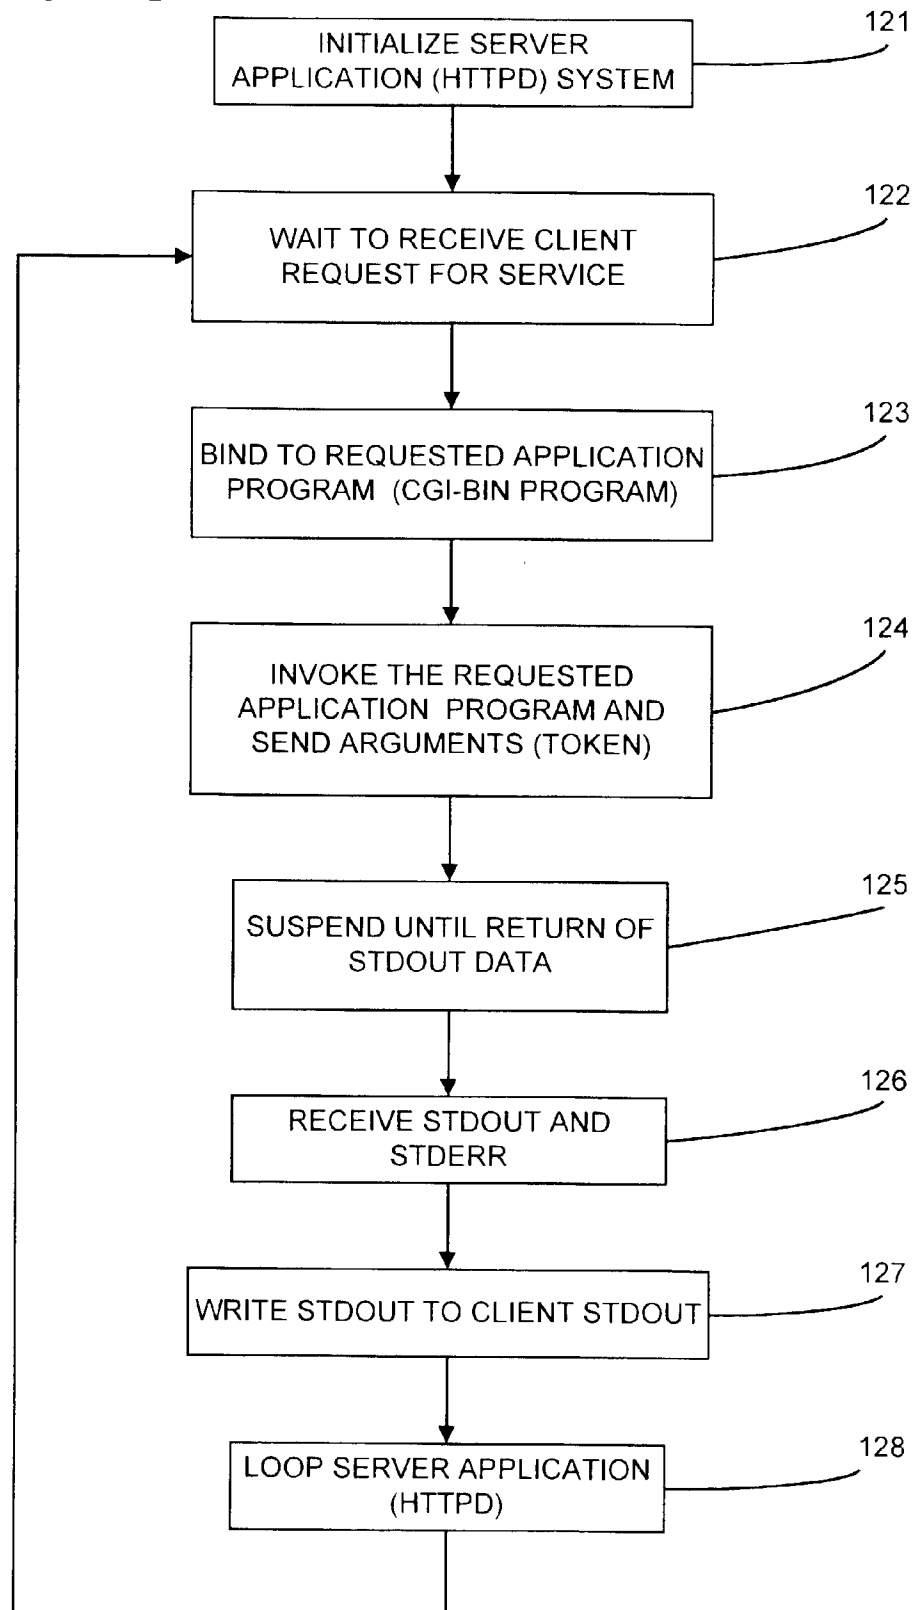 121
INITIALIZE SERVER
APPLICATION (HTTPD) SYSTEM
122
WAIT TO RECEIVE CLIENT
REQUEST FOR SERVICE
123
BIND TO REQUESTED APPLICATION
PROGRAM (CGI-BIN PROGRAM)
124
INVOKE THE REQUESTED
APPLICATION PROGRAM AND
SEND ARGUMENTS (TOKEN)
125
SUSPEND UNTIL RETURN OF
STDOUT DATA
126
RECEIVE STDOUT AND
STDERR
127
WRITE STDOUT TO CLIENT STDOUT
128
LOOP SERVER APPLICATION
(HTTPD)